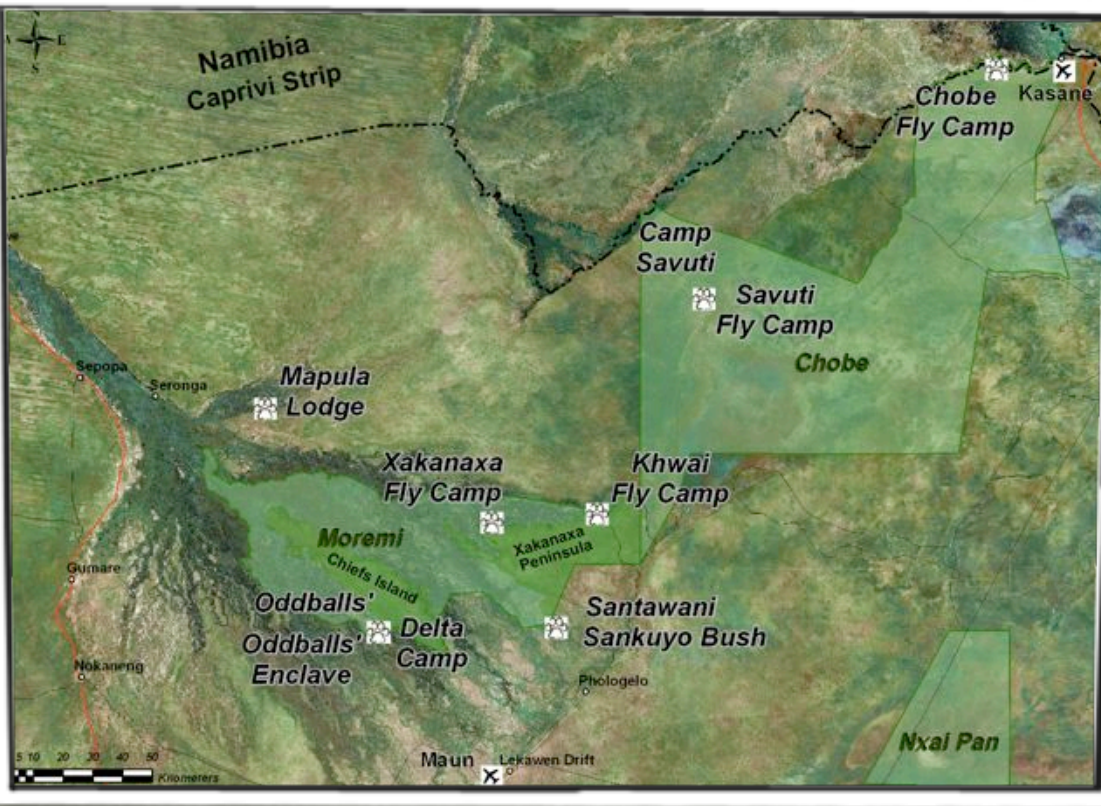 E
S
Namibia
Caprivi Strip
Chobe
Fly Camp
Kasane
Camp
Savuti
Savuti
Fly Camp
Chobe
Sepopa
Seronga
Mapula
Lodge
Xakanaxa
Fly Camp
Khwai
Fly Camp
Moremi
Xakanaxa
Peninsula
Chiefs Island
Gumare
Oddballs'
Oddballs'
Enclave
Delta
Camp
Santawani
Sankuyo Bush
Nokaneng
Phologelo
Nxai Pan
Maun
Lekawen Drift
5 10 20 30 40 50
Kilometers